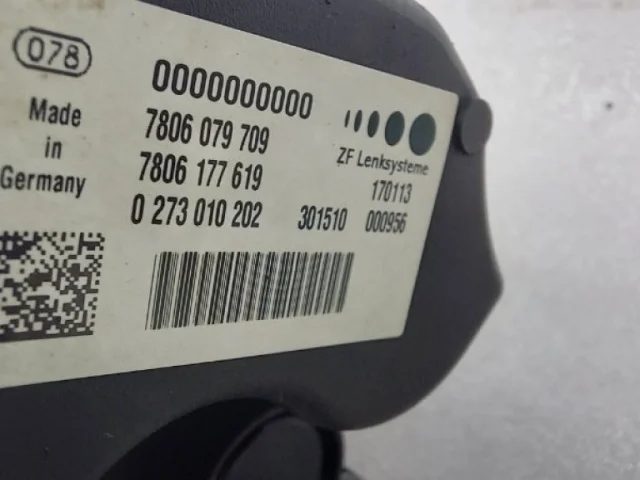 078
Made
in
Germany
0000000000
7806 079 709
7806 177 619
0 273 010 202
301510
ZF Lenksysteme
170113
000956